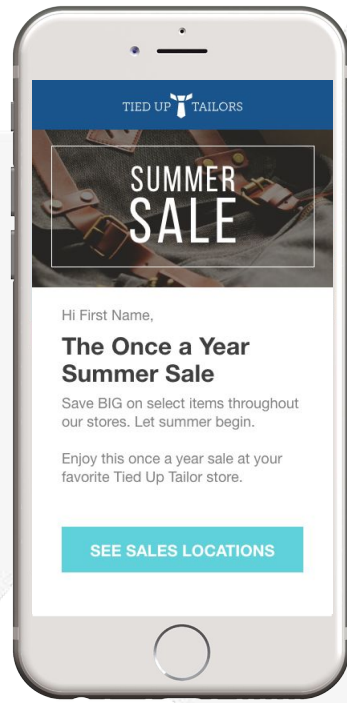 TIED UP TAILORS
SUMMER
SALE
Hi First Name,
The Once a Year
Summer Sale
Save BIG on select items throughout
our stores. Let summer begin.
Enjoy this once a year sale at your
favorite Tied Up Tailor store.
SEE SALES LOCATIONS